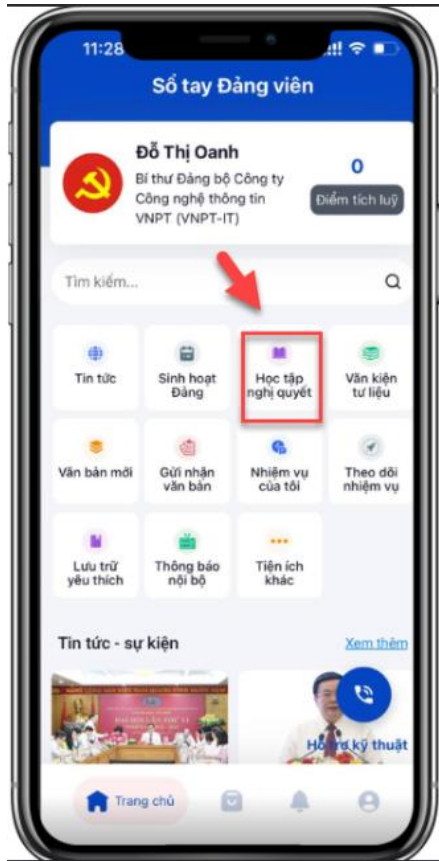 11:28
Sổ tay Đảng viên
Đỗ Thị Oanh
Bí thư Đảng bộ Công ty
Công nghệ thông tin
VNPT (VNPT-IT)
0
Điểm tích luỹ
Tìm kiếm...
Tin tức
Sinh hoạt
Đảng
Học tập
nghị quyết
Văn kiện
tư liệu
Văn bản mới
Gửi nhận
văn bản
Nhiệm vụ
của tôi
Theo dõi
nhiệm vụ
Lưu trữ
yêu thích
Thông báo
nội bộ
Tiện ích
khác
Tin tức - sự kiện
Xem thêm
Hỗ trợ kỹ thuật
Trang chủ